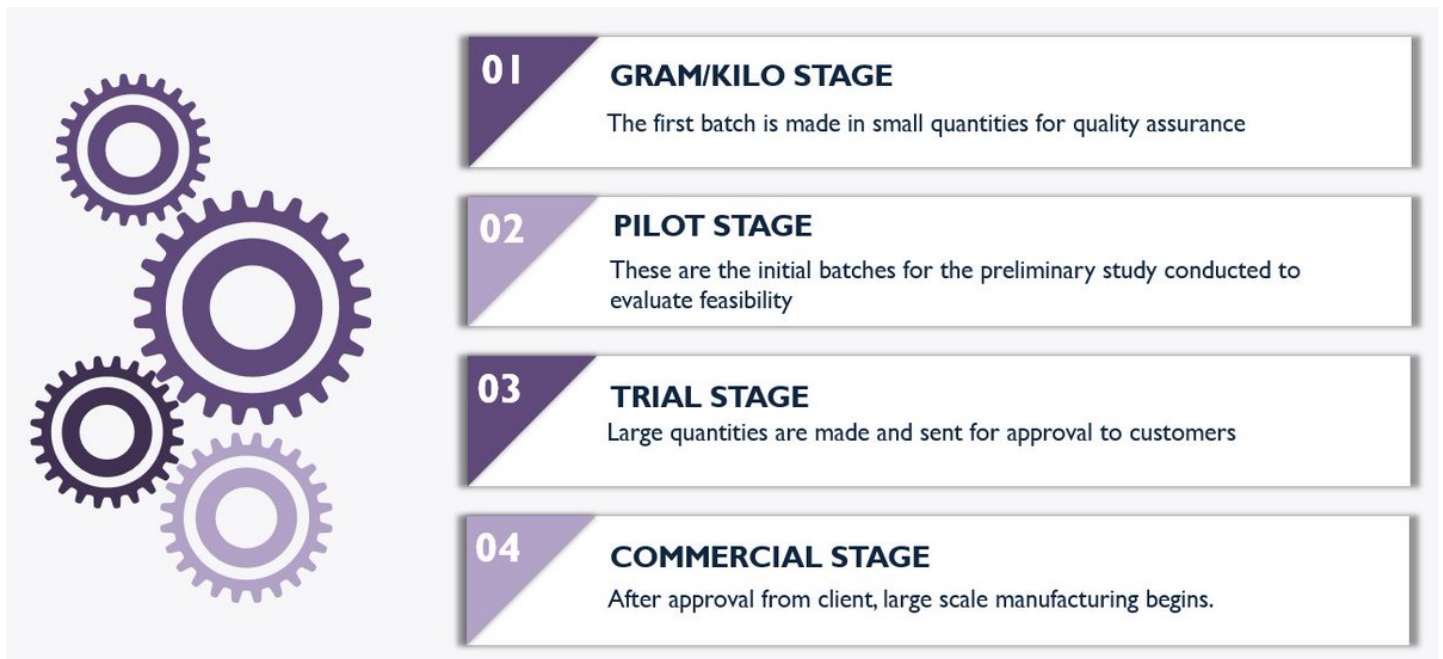 01
GRAM/KILO STAGE
The first batch is made in small quantities for quality assurance
02
PILOT STAGE
These are the initial batches for the preliminary study conducted to
evaluate feasibility
03
TRIAL STAGE
Large quantities are made and sent for approval to customers
04
COMMERCIAL STAGE
After approval from client, large scale manufacturing begins.